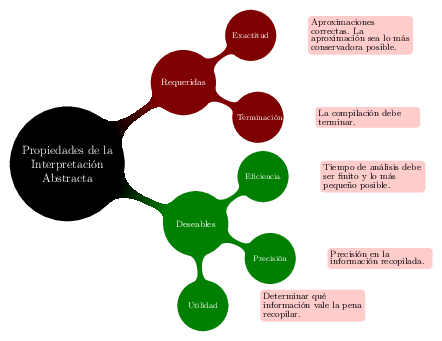 Propiedades de la
Interpretación
Abstracta
Requeridas
Exactitud
Aproximaciones
correctas. La
aproximación sea lo más
conservadora posible.
Terminación
La compilación debe
terminar.
Deseables
Eficiencia
Tiempo de análisis debe
ser finito y lo más
pequeño posible.
Precisión
Precisión en la
información recopilada.
Utilidad
Determinar qué
información vale la pena
recopilar.